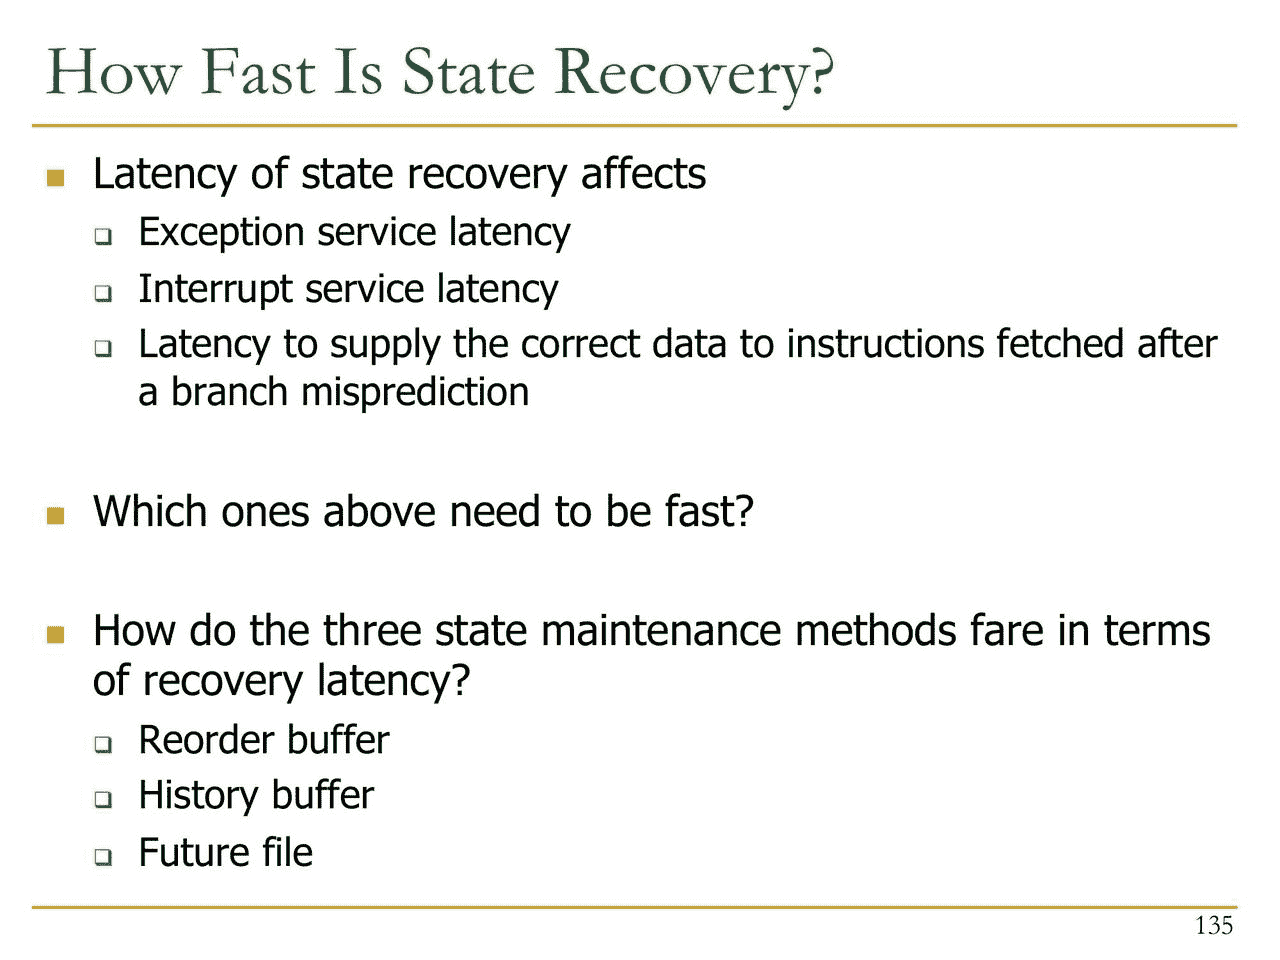 How Fast Is State Recovery?
Latency of state recovery affects
Exception service latency
Interrupt service latency
Latency to supply the correct data to instructions fetched after
a branch misprediction
Which ones above need to be fast?
How do the three state maintenance methods fare in terms
of recovery latency?
Reorder buffer
History buffer
Future file
135